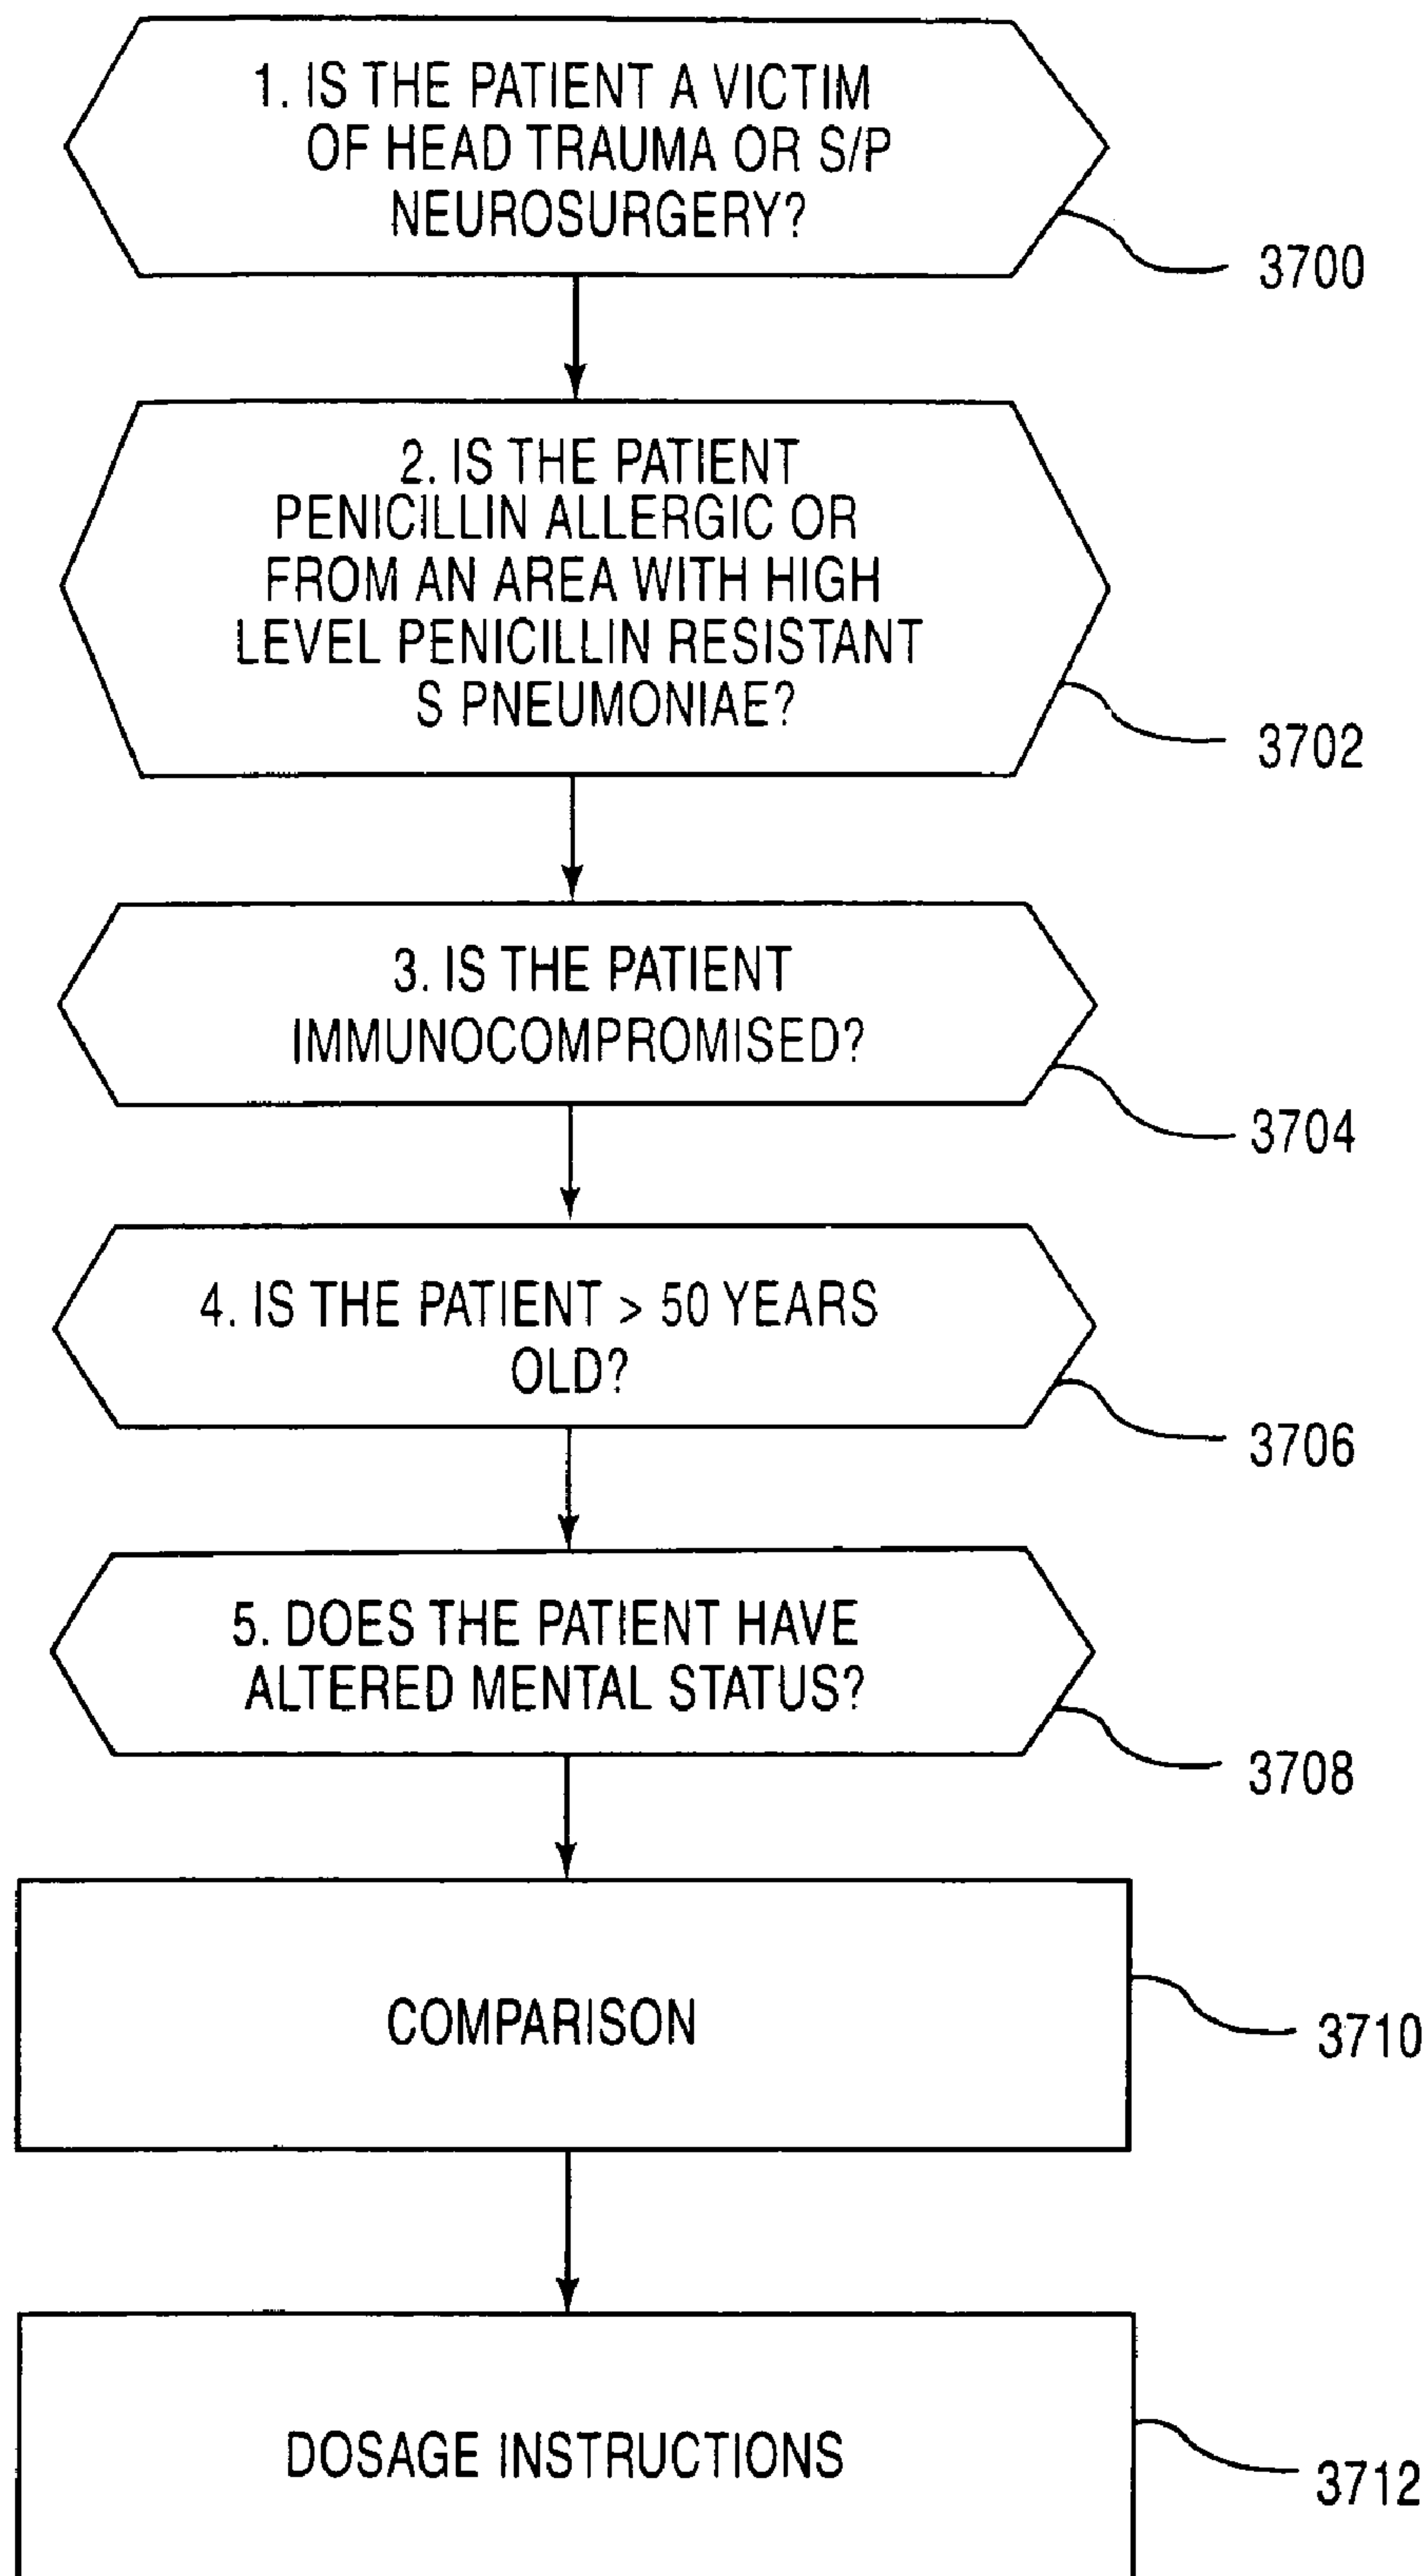 1. IS THE PATIENT A VICTIM
OF HEAD TRAUMA OR S/P
NEUROSURGERY?
3700
2. IS THE PATIENT
PENICILLIN ALLERGIC OR
FROM AN AREA WITH HIGH
LEVEL PENICILLIN RESISTANT
S PNEUMONIAE?
3702
3. IS THE PATIENT
IMMUNOCOMPROMISED?
3704
4. IS THE PATIENT > 50 YEARS
OLD?
3706
5. DOES THE PATIENT HAVE
ALTERED MENTAL STATUS?
3708
COMPARISON
3710
DOSAGE INSTRUCTIONS
3712